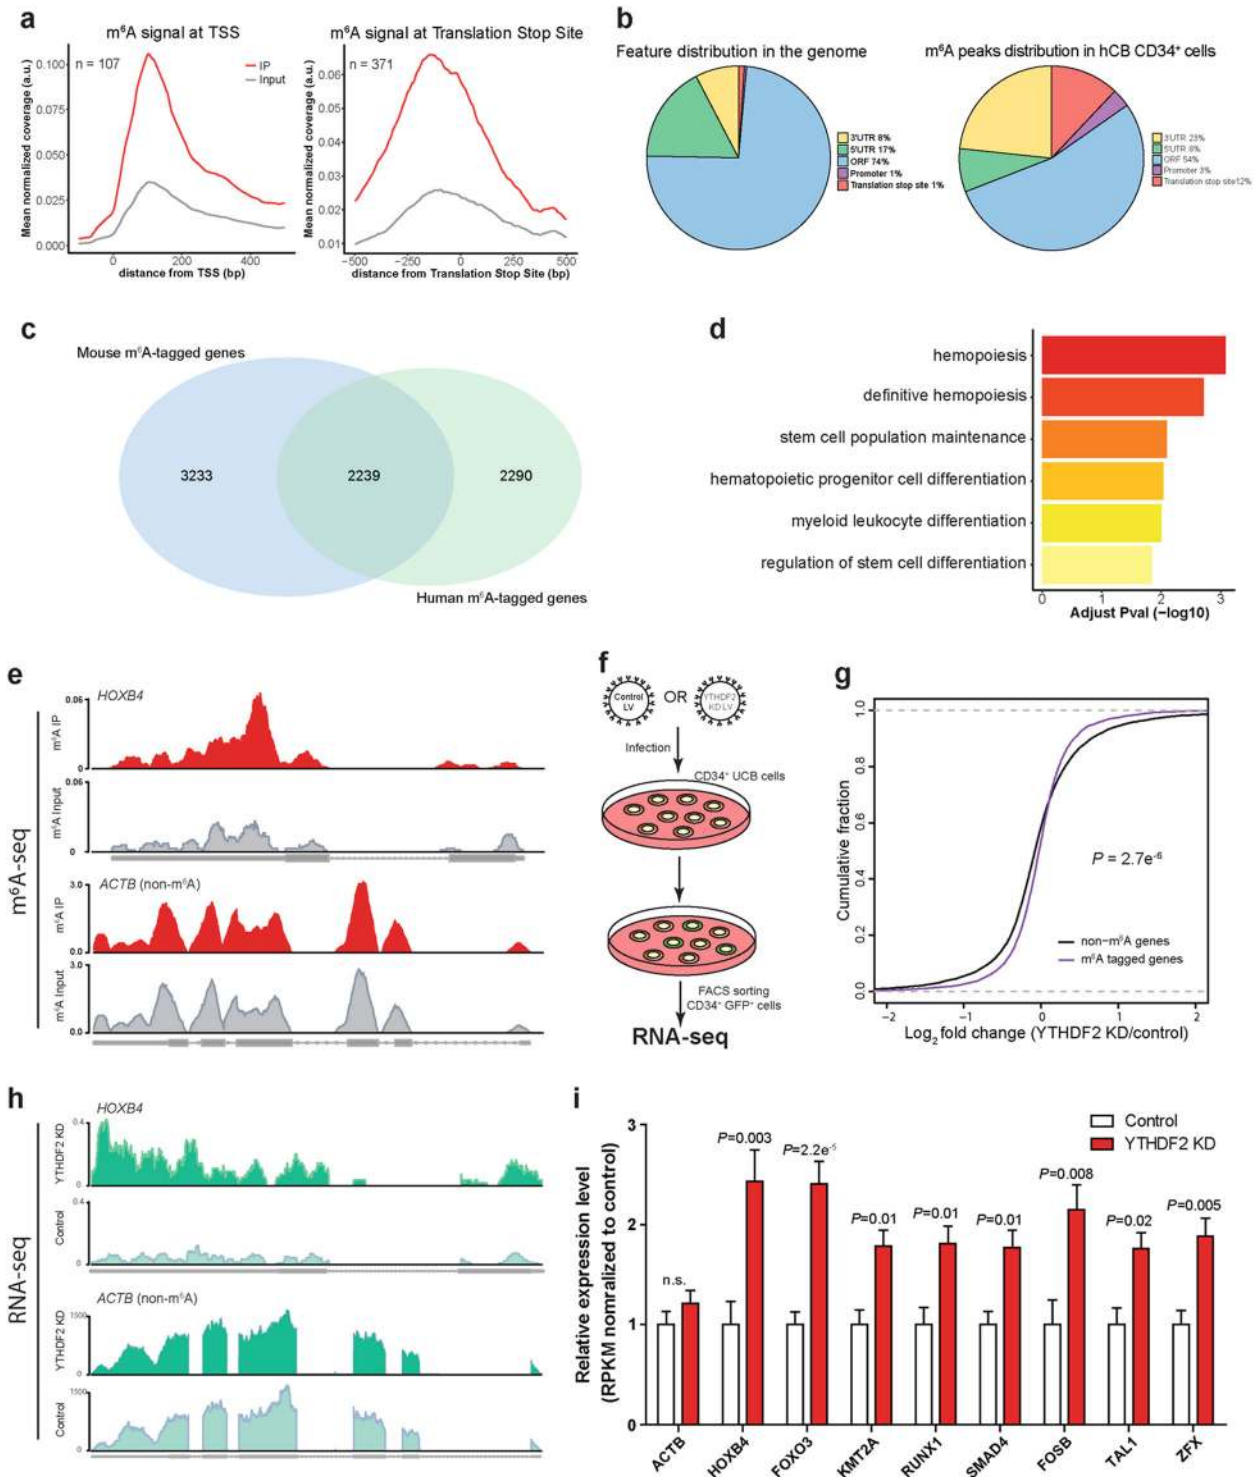 a
m⁶A signal at TSS
n = 107
IP
Input
Mean normalized coverage (a.u.)
0.100
0.075
0.050
0.025
0.000
0
200
400
distance from TSS (bp)
m⁶A signal at Translation Stop Site
n = 371
Mean normalized coverage (a.u.)
0.06
0.05
0.04
0.03
0.02
0.01
−500
−250
0
250
500
distance from Translation Stop Site (bp)
b
Feature distribution in the genome
3'UTR 8%
5'UTR 17%
ORF 74%
Promoter 1%
Translation stop site 1%
m⁶A peaks distribution in hCB CD34⁺ cells
3'UTR 23%
5'UTR 8%
ORF 54%
Promoter 3%
Translation stop site12%
c
Mouse m⁶A-tagged genes
3233
2239
2290
Human m⁶A-tagged genes
d
hemopoiesis
definitive hemopoiesis
stem cell population maintenance
hematopoietic progenitor cell differentiation
myeloid leukocyte differentiation
regulation of stem cell differentiation
0
1
2
3
Adjust Pval (−log10)
e
m⁶A-seq
HOXB4
0.06
m⁶A IP
0
0.06
m⁶A Input
0
ACTB (non-m⁶A)
3.0
m⁶A IP
0.0
3.0
m⁶A Input
0.0
f
Control
LV
OR
YTHDF2
KD LV
Infection
CD34⁺ UCB cells
FACS sorting
CD34⁺ GFP⁺ cells
RNA-seq
g
Cumulative fraction
1.0
0.8
0.6
0.4
0.2
0.0
P = 2.7e⁻⁶
non−m⁶A genes
m⁶A tagged genes
−2
−1
0
1
2
Log₂fold change (YTHDF2 KD/control)
h
RNA-seq
HOXB4
0.4
YTHDF2 KD
0
0.4
Control
0
ACTB (non-m⁶A)
1500
YTHDF2 KD
0
1500
Control
0
i
Relative expression level
(RPKM nomralized to control)
3
2
1
0
Control
YTHDF2 KD
n.s.
P=0.003
P=2.2e⁻⁵
P=0.01
P=0.01
P=0.01
P=0.008
P=0.02
P=0.005
ACTB
HOXB4
FOXO3
KMT2A
RUNX1
SMAD4
FOSB
TAL1
ZFX